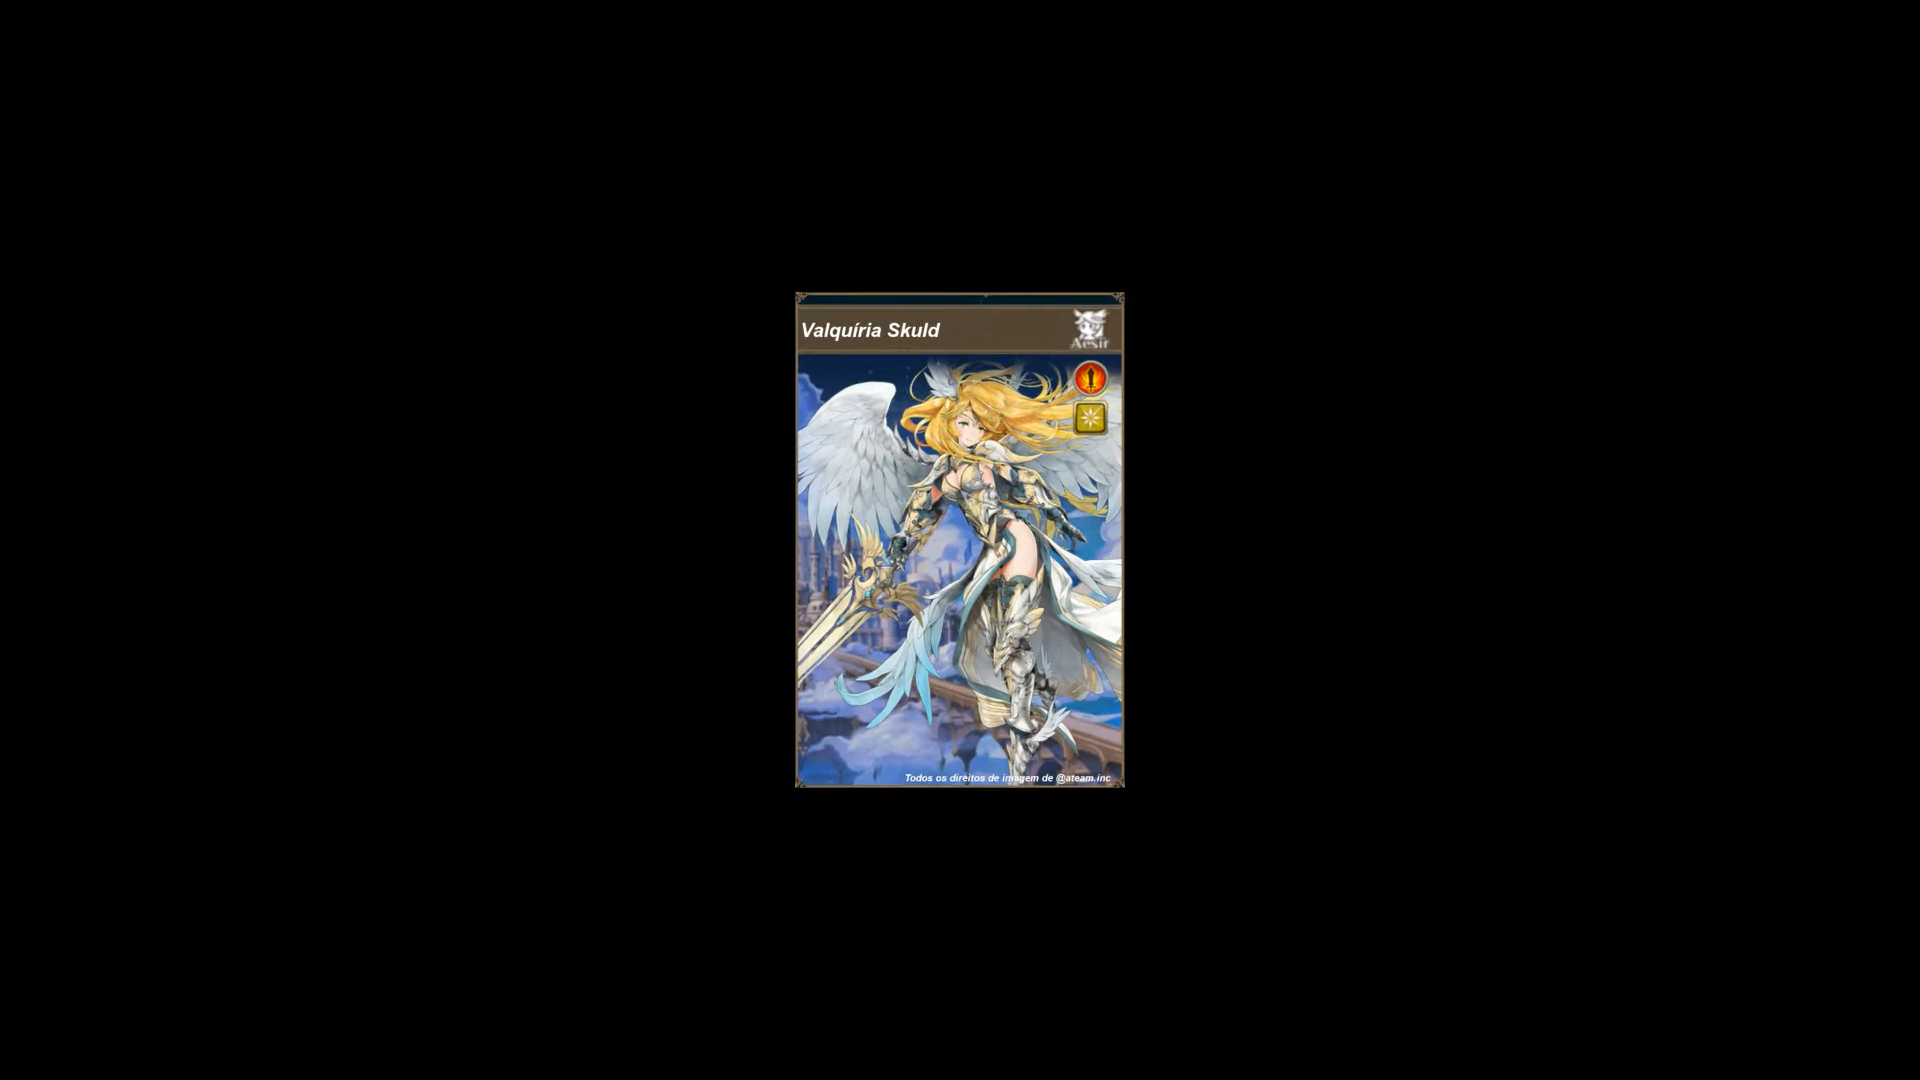 Valquíria Skuld
Aesir
Todos os direitos de imagem de @ateam.inc